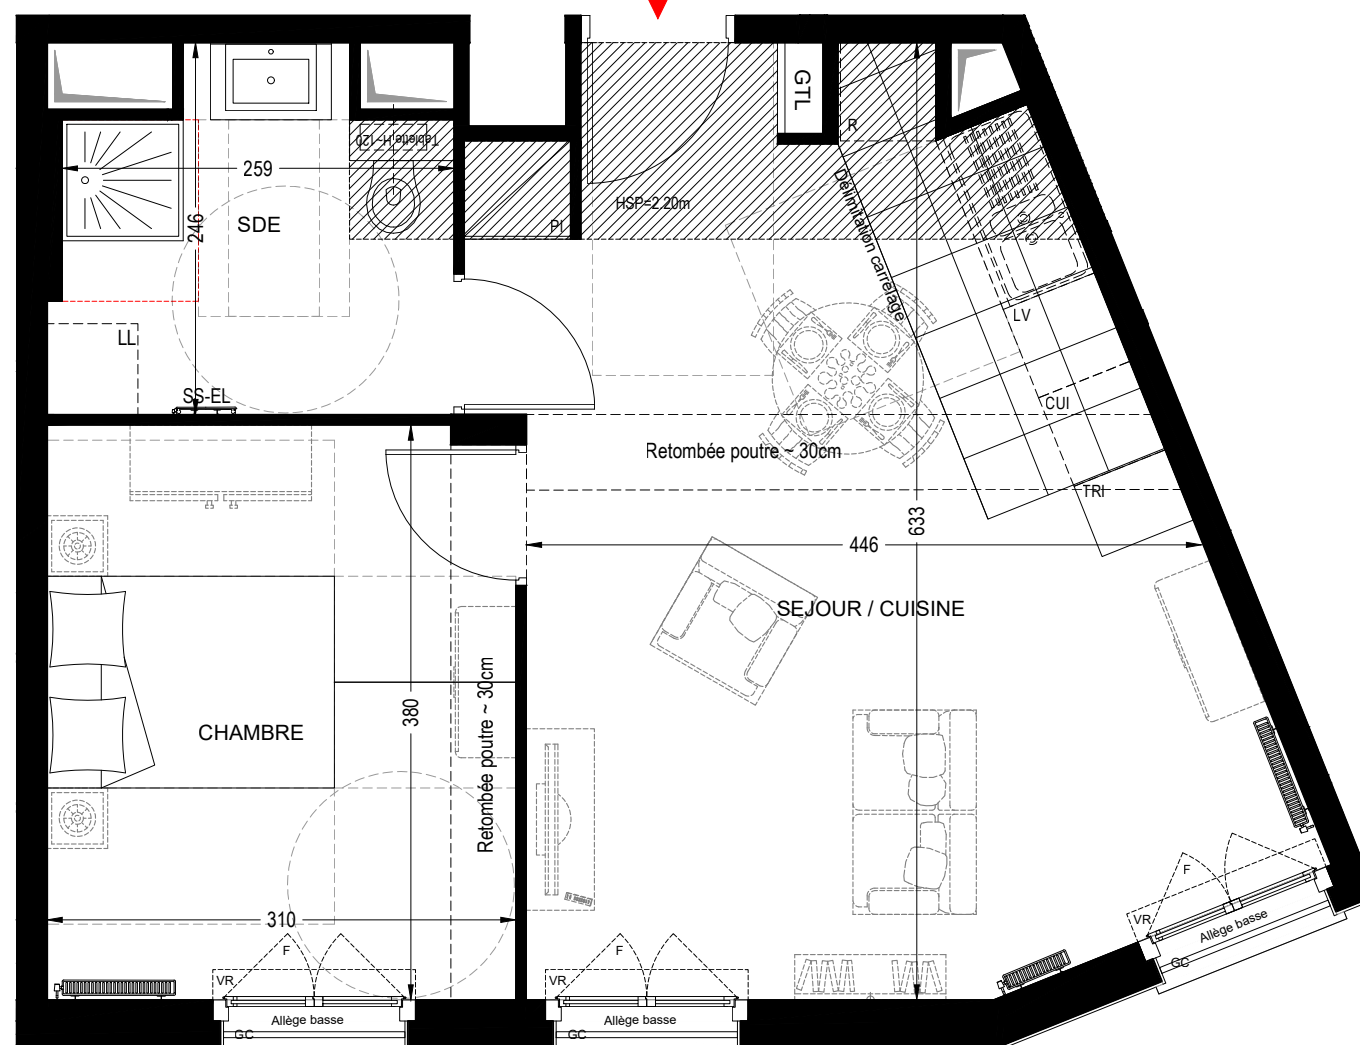 GTL
R
Tablette H~120
259
HSP=2.20m
PI
SDE
246
Délimitation carrelage
LV
LL
SS-EL
CUI
Retombée poutre ~ 30cm
TRI
633
446
SEJOUR / CUISINE
380
Retombée poutre ~ 30cm
CHAMBRE
310
F
VR
Allège basse
GC
F
VR
Allège basse
GC
F
VR
Allège basse
GC